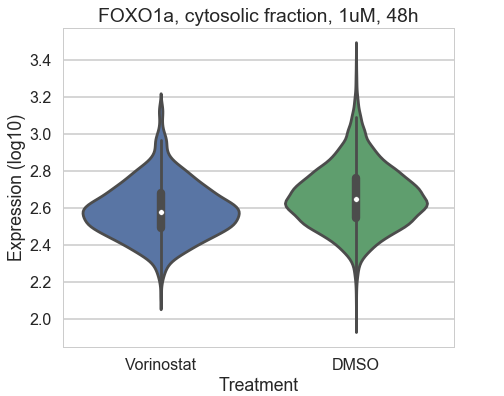 FOXO1a, cytosolic fraction, 1uM, 48h
3.4
3.2
3.0
2.8
2.6
2.4
2.2
2.0
Expression (log10)
Vorinostat DMSO
Treatment